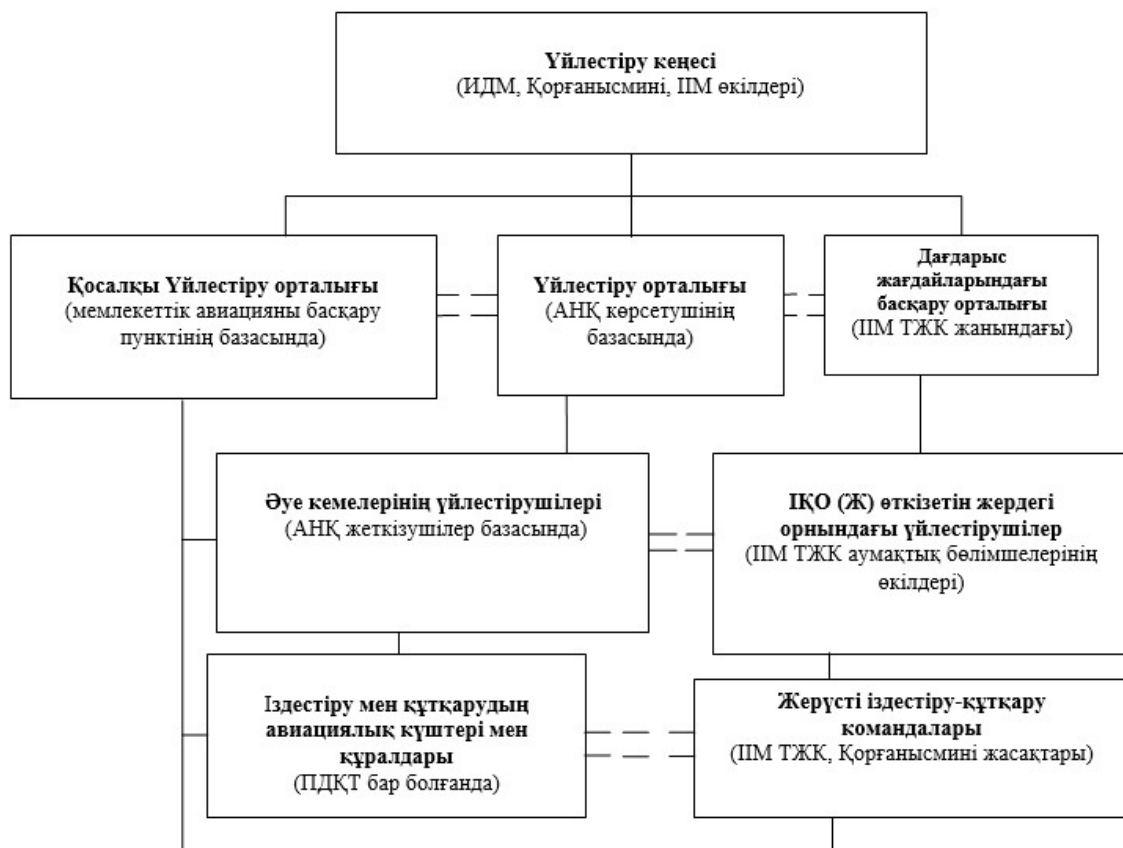 Үйлестіру кеңесі
(ИДМ, Қорғанысмині, ІІМ өкілдері)
Қосалқы Үйлестіру орталығы
(мемлекеттік авиацияны басқару
пунктінің базасында)
Үйлестіру орталығы
(АНҚ көрсетушінің
базасында)
Дағдарыс
жағдайларындағы
басқару орталығы
(ІІМ ТЖК жанындағы)
Әуе кемелерінің үйлестірушілері
(АНҚ жеткізушілер базасында)
ІҚО (Ж) өткізетін жердегі
орнындағы үйлестірушілер
(ІІМ ТЖК аумақтық бөлімшелерінің
өкілдері)
Іздестіру мен құтқарудың
авиациялық күштері мен
құралдары
(ПДҚТ бар болғанда)
Жерүсті іздестіру-құтқару
командалары
(ІІМ ТЖК, Қорғанысмині жасақтары)